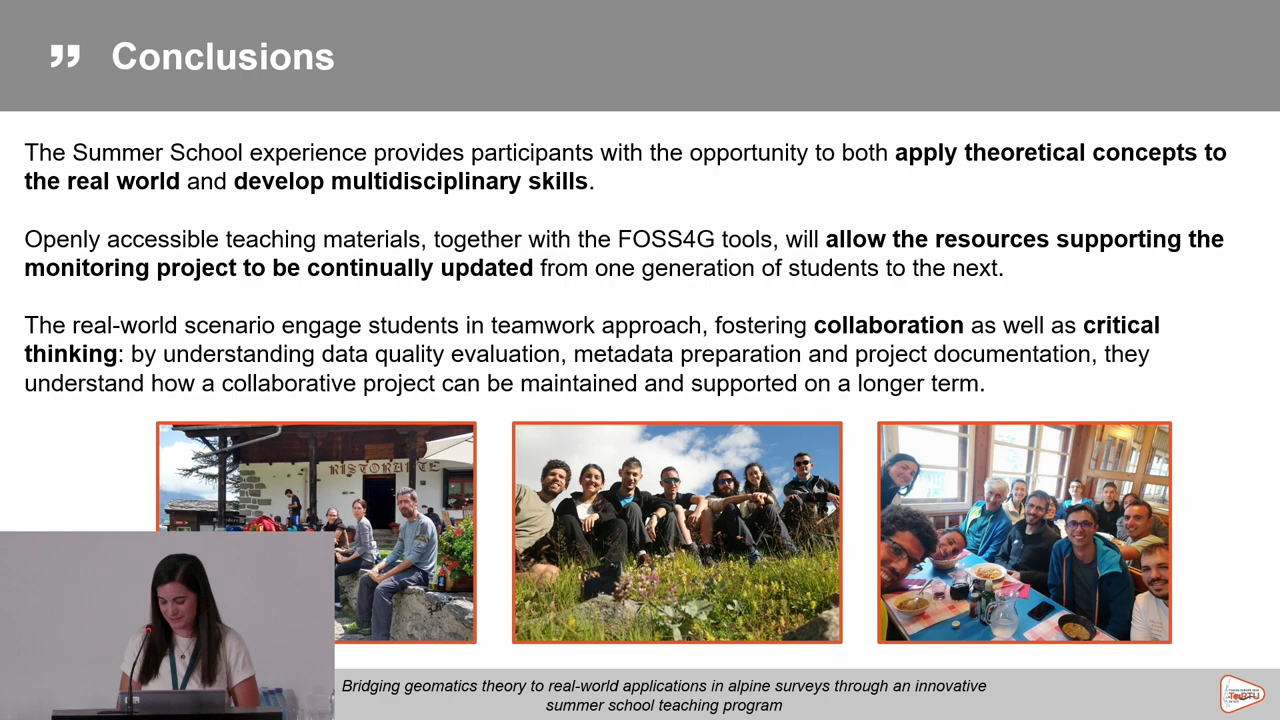 Conclusions
The Summer School experience provides participants with the opportunity to both apply theoretical concepts to
the real world and develop multidisciplinary skills.
Openly accessible teaching materials, together with the FOSS4G tools, will allow the resources supporting the
monitoring project to be continually updated from one generation of students to the next.
The real-world scenario engage students in teamwork approach, fostering collaboration as well as critical
thinking: by understanding data quality evaluation, metadata preparation and project documentation, they
understand how a collaborative project can be maintained and supported on a longer term.
RISTORANTE
Bridging geomatics theory to real-world applications in alpine surveys through an innovative
summer school teaching program